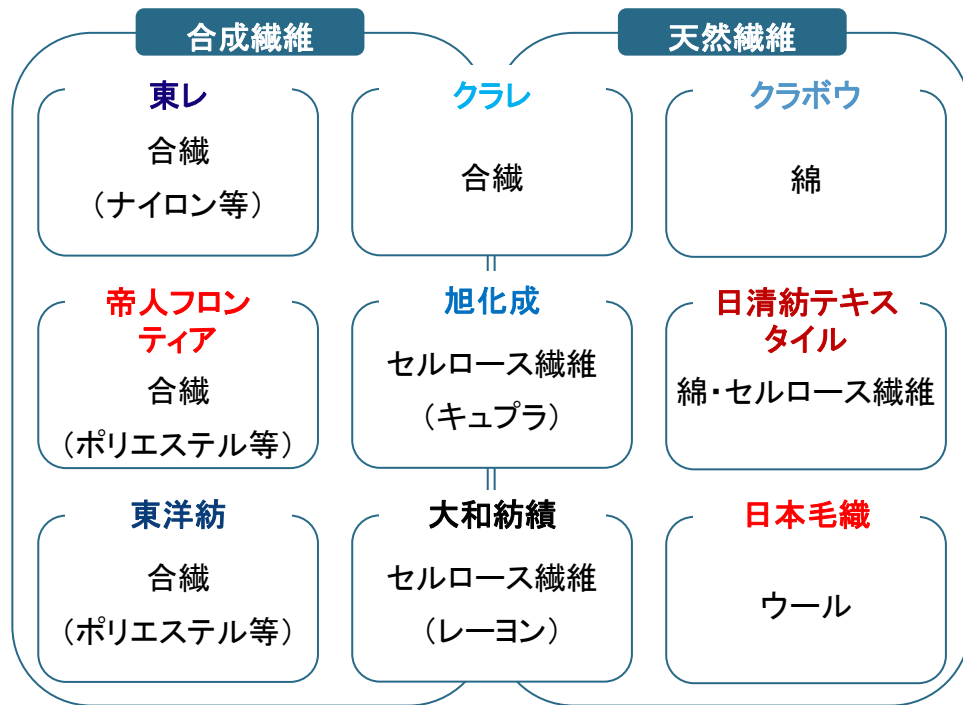 合成繊維
天然繊維
東レ
合繊
（ナイロン等）
クラレ
合繊
クラボウ
綿
帝人フロン
ティア
合繊
（ポリエステル等）
旭化成
セルロース繊維
（キュプラ）
日清紡テキス
タイル
綿・セルロース繊維
東洋紡
合繊
（ポリエステル等）
大和紡績
セルロース繊維
（レーヨン）
日本毛織
ウール